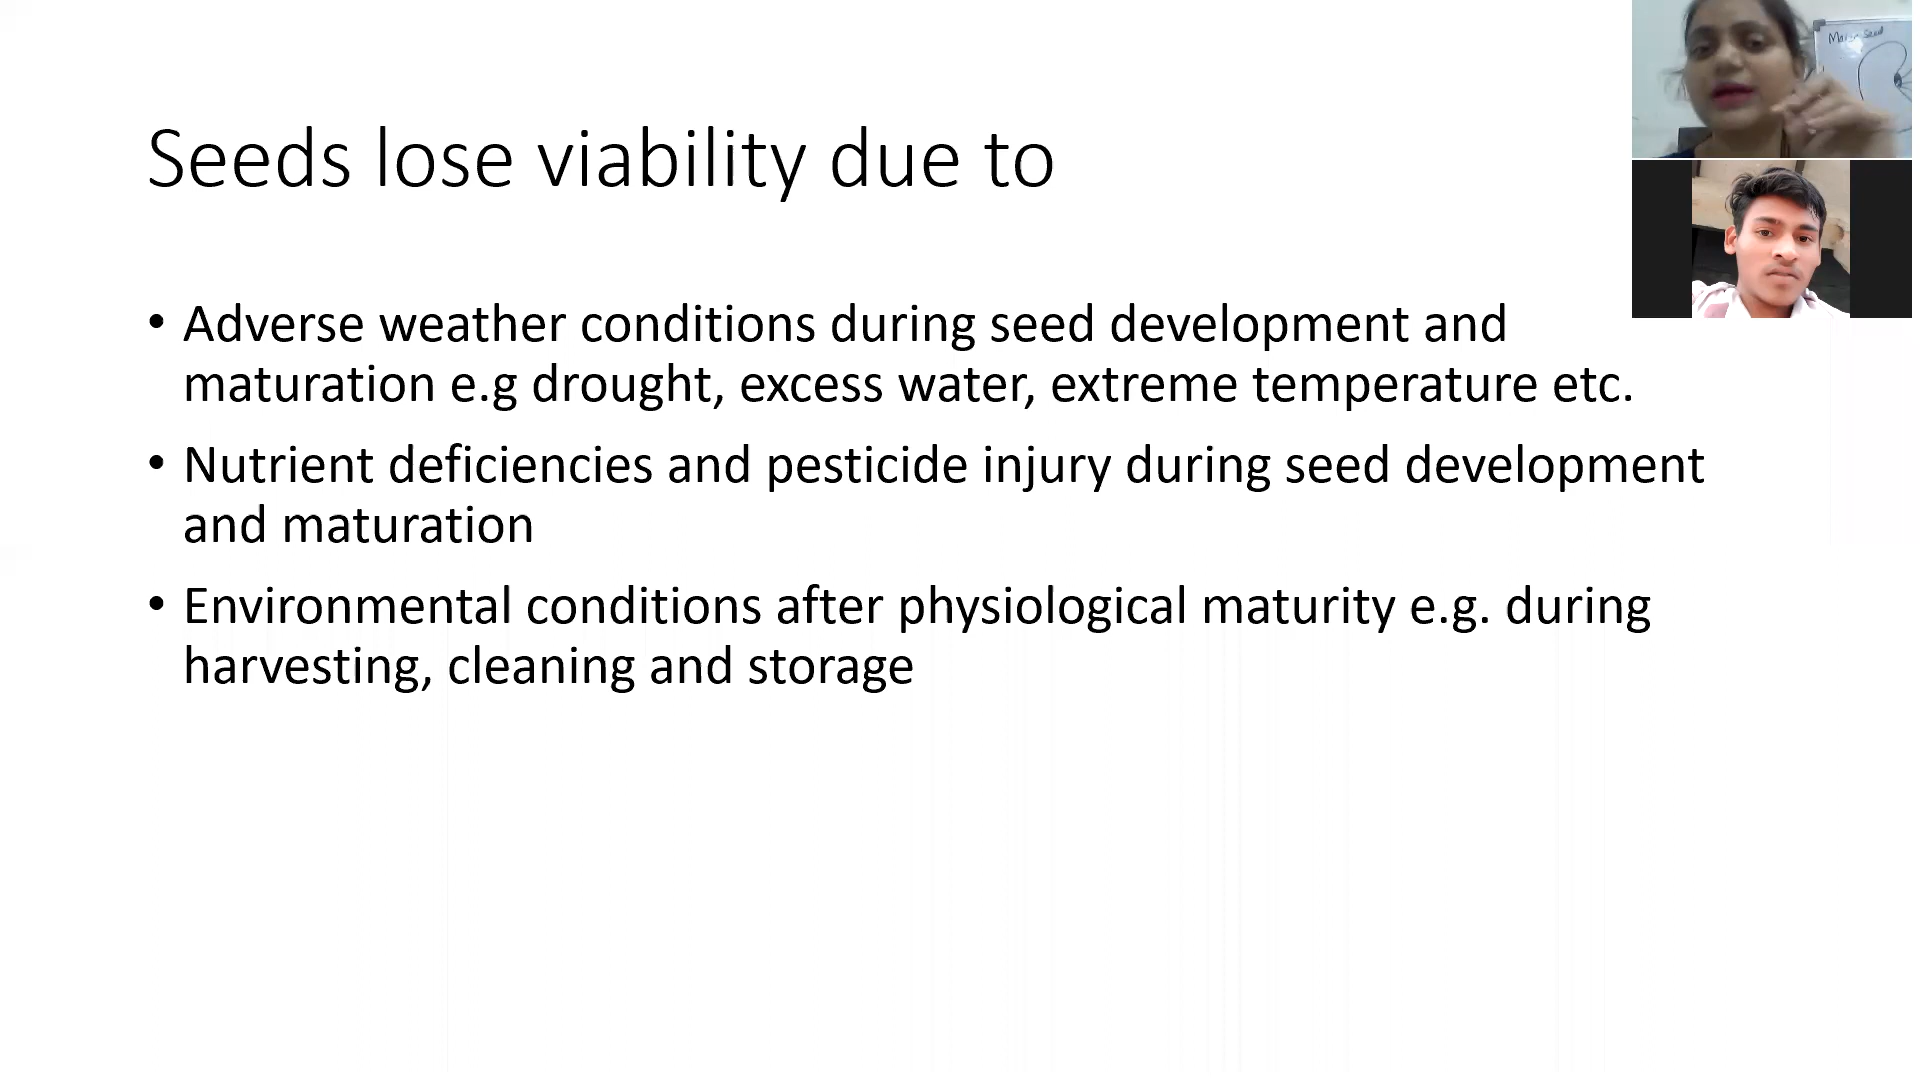 Seeds lose viability due to
• Adverse weather conditions during seed development and
maturation e.g drought, excess water, extreme temperature etc.
• Nutrient deficiencies and pesticide injury during seed development
and maturation
• Environmental conditions after physiological maturity e.g. during
harvesting, cleaning and storage
Seed